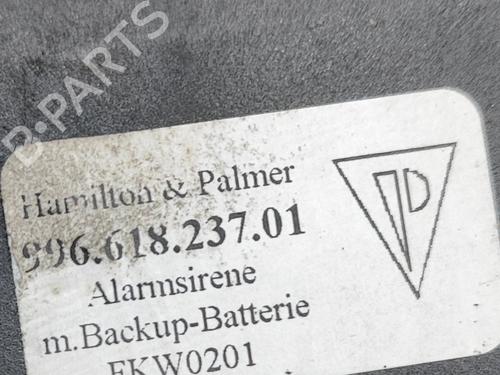 B-PARTS
Hamilton & Palmer
996.618.237.01
Alarmsirene
m.Backup-Batterie
FKW0201